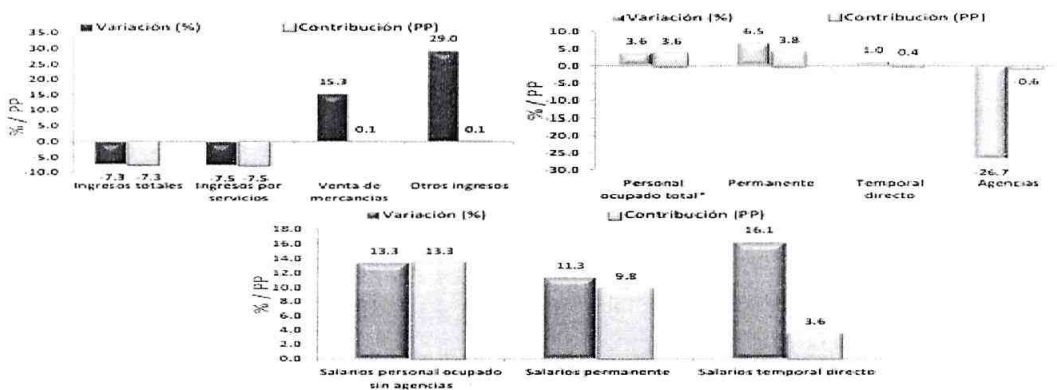 Variación (%) Contribución (PP)
% / PP
35.0
30.0
25.0
20.0
15.0
10.0
5.0
0.0
5.0
-10.0
-7.3 -7.3 -7.5 -7.5 15.3 0.1 29.0 0.1
Ingresos totales Ingresos por servicios Venta de mercancías Otros ingresos
Variación (%) Contribución (PP)
% / PP
10.0
5.0
0.0
-5.0
-10.0
-15.0
-20.0
-25.0
-30.0
3.6 3.6 6.5 3.8 1.0 0.4 -26.7 -0.6
Personal ocupado total* Permanente Temporal directo Agencias
Variación (%) Contribución (PP)
% / PP
18.0
16.0
14.0
12.0
10.0
8.0
6.0
4.0
2.0
0.0
13.3 13.3 11.3 9.8 16.1 3.6
Salarios personal ocupado sin agencias Salarios permanente Salarios temporal directo